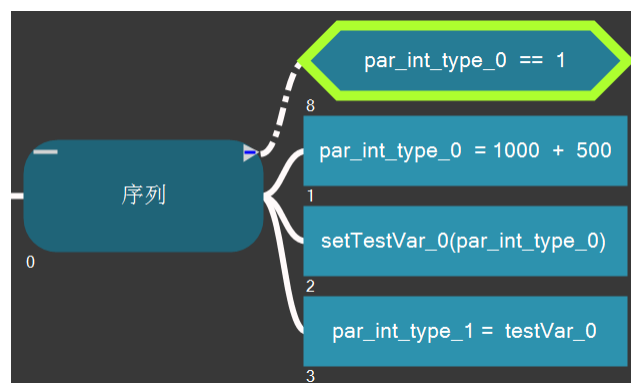 par_int_type_0 == 1
8
par_int_type_0 = 1000 + 500
序列
1
setTestVar_0(par_int_type_0)
0
2
par_int_type_1 = testVar_0
3